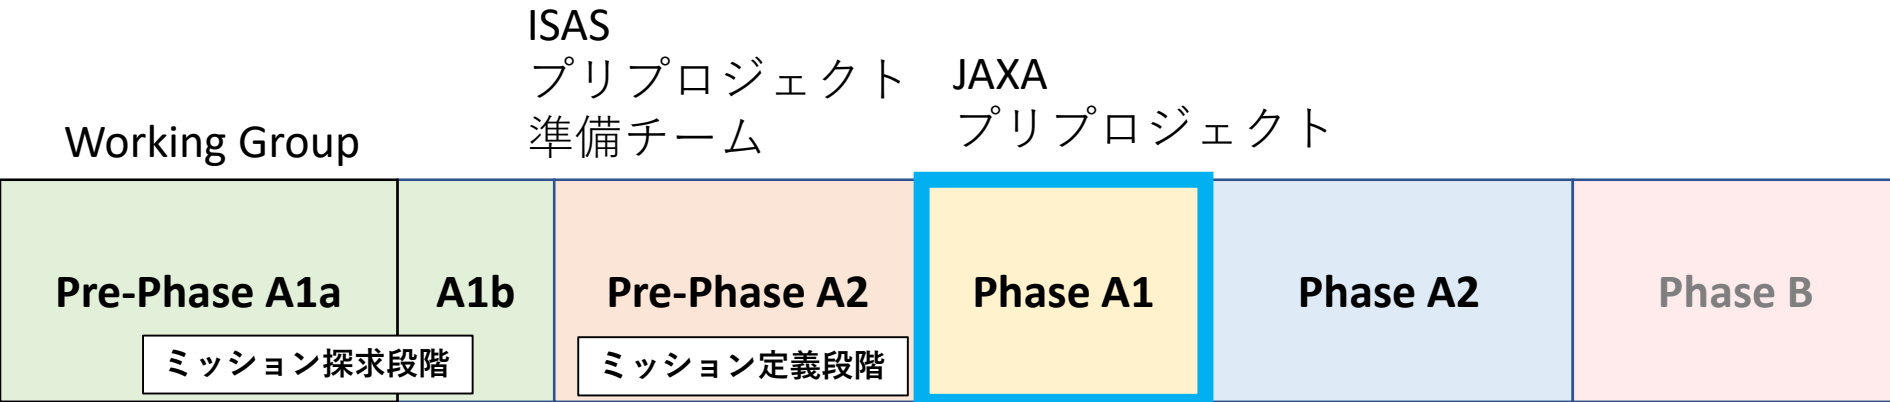 ISAS
プリプロジェクト
準備チーム
JAXA
プリプロジェクト
Working Group
Pre-Phase A1a
A1b
Pre-Phase A2
Phase A1
Phase A2
Phase B
ミッション探求段階
ミッション定義段階